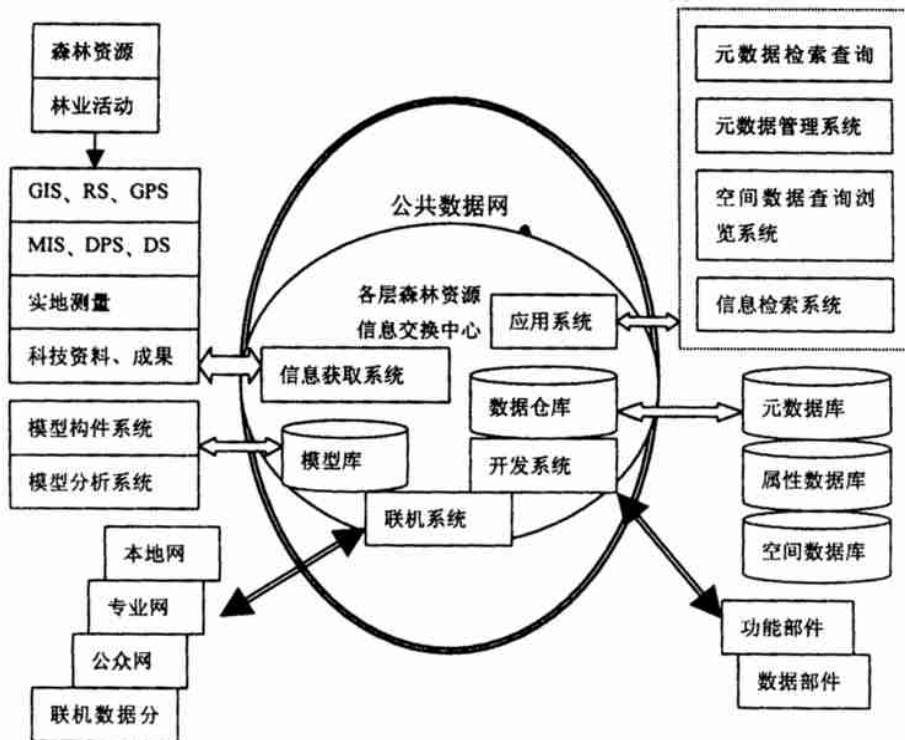 森林资源
林业活动
GIS、RS、GPS
MIS、DPS、DS
实地测量
科技资料、成果
模型构件系统
模型分析系统
本地网
专业网
公众网
联机数据分
公共数据网
各层森林资源
信息交换中心
应用系统
信息获取系统
数据仓库
模型库
开发系统
联机系统
元数据检索查询
元数据管理系统
空间数据查询浏
览系统
信息检索系统
元数据库
属性数据库
空间数据库
功能部件
数据部件